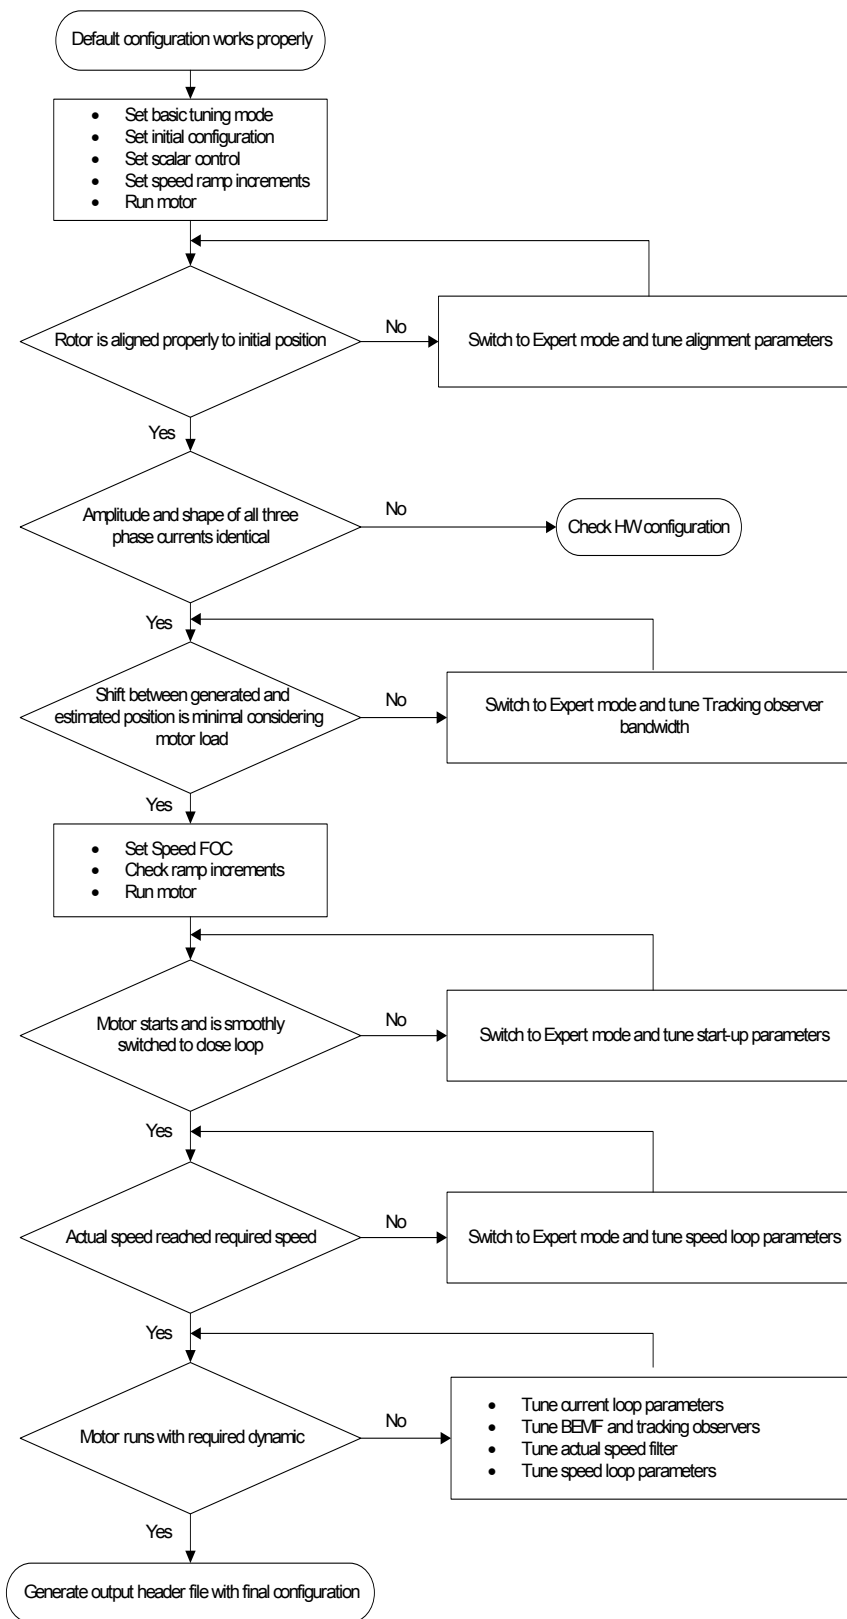 Default configuration works properly
• Set basic tuning mode
• Set initial configuration
• Set scalar control
• Set speed ramp increments
• Run motor
Rotor is aligned properly to initial position
No
Switch to Expert mode and tune alignment parameters
Yes
Amplitude and shape of all three
phase currents identical
No
Check HW configuration
Yes
Shift between generated and
estimated position is minimal considering
motor load
No
Switch to Expert mode and tune Tracking observer
bandwidth
Yes
• Set Speed FOC
• Check ramp increments
• Run motor
Motor starts and is smoothly
switched to close loop
No
Switch to Expert mode and tune start-up parameters
Yes
Actual speed reached required speed
No
Switch to Expert mode and tune speed loop parameters
Yes
Motor runs with required dynamic
No
• Tune current loop parameters
• Tune BEMF and tracking observers
• Tune actual speed filter
• Tune speed loop parameters
Yes
Generate output header file with final configuration